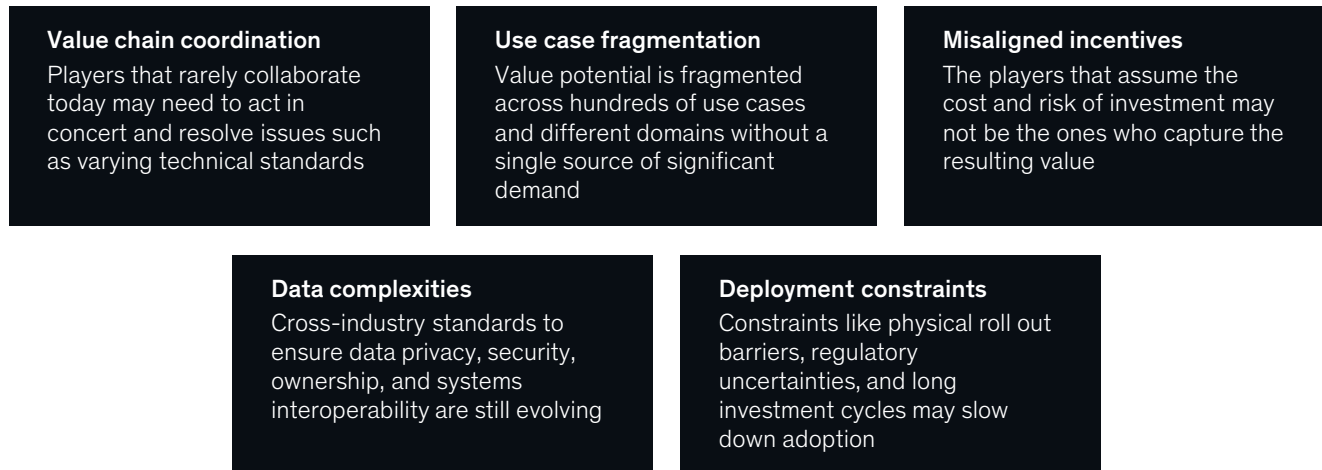 Value chain coordination
Players that rarely collaborate
today may need to act in
concert and resolve issues such
as varying technical standards
Use case fragmentation
Value potential is fragmented
across hundreds of use cases
and different domains without a
single source of significant
demand
Misaligned incentives
The players that assume the
cost and risk of investment may
not be the ones who capture the
resulting value
Data complexities
Cross-industry standards to
ensure data privacy, security,
ownership, and systems
interoperability are still evolving
Deployment constraints
Constraints like physical roll out
barriers, regulatory
uncertainties, and long
investment cycles may slow
down adoption